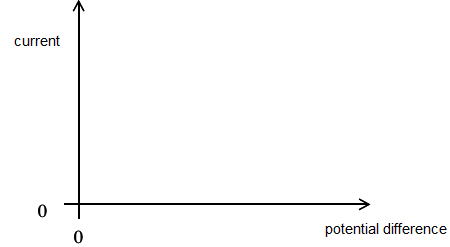 current
0
0
potential difference